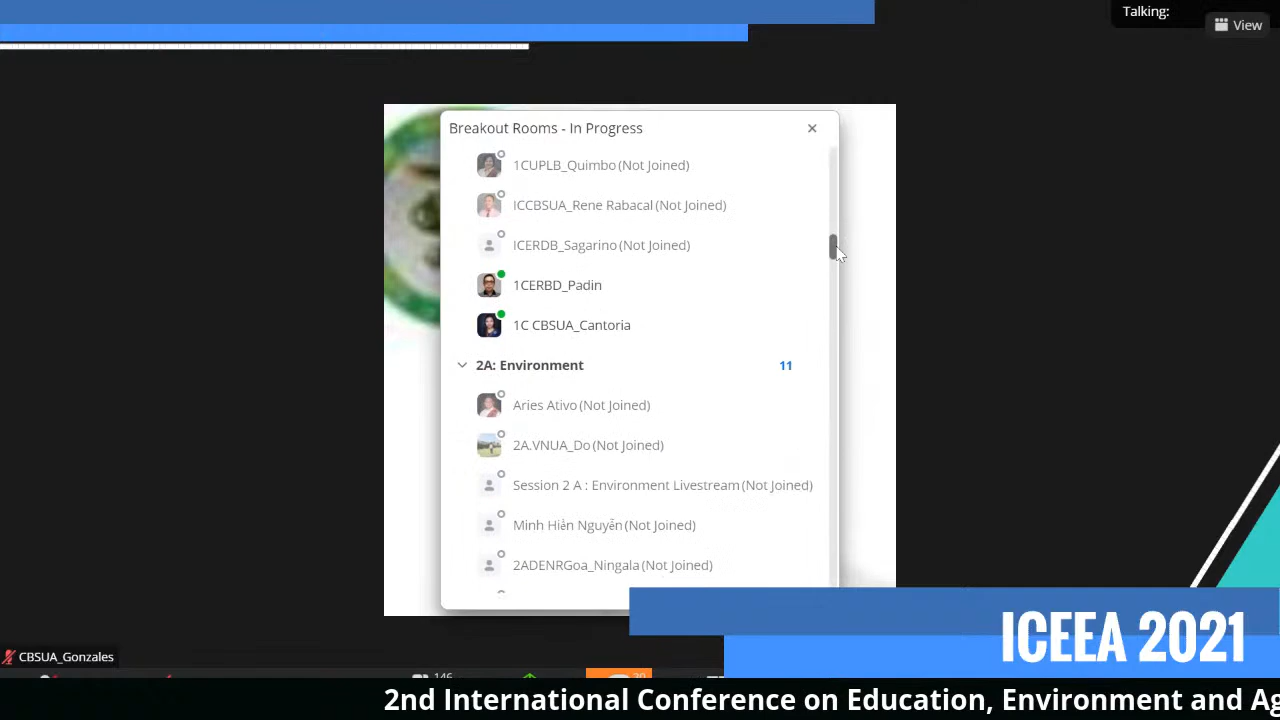 Talking:
View
Breakout Rooms - In Progress
1CUPLB_Quimbo (Not Joined)
ICCBSUA_Rene Rabacal (Not Joined)
ICERDB_Sagarino (Not Joined)
1CERBD_Padin
1C CBSUA_Cantoria
2A: Environment 11
Aries Ativo (Not Joined)
2A.VNUA_Do (Not Joined)
Session 2 A : Environment Livestream (Not Joined)
Minh Hiền Nguyễn (Not Joined)
2ADENRGoa_Ningala (Not Joined)
ICEEA 2021
CBSUA_Gonzales
2nd International Conference on Education, Environment and Ag